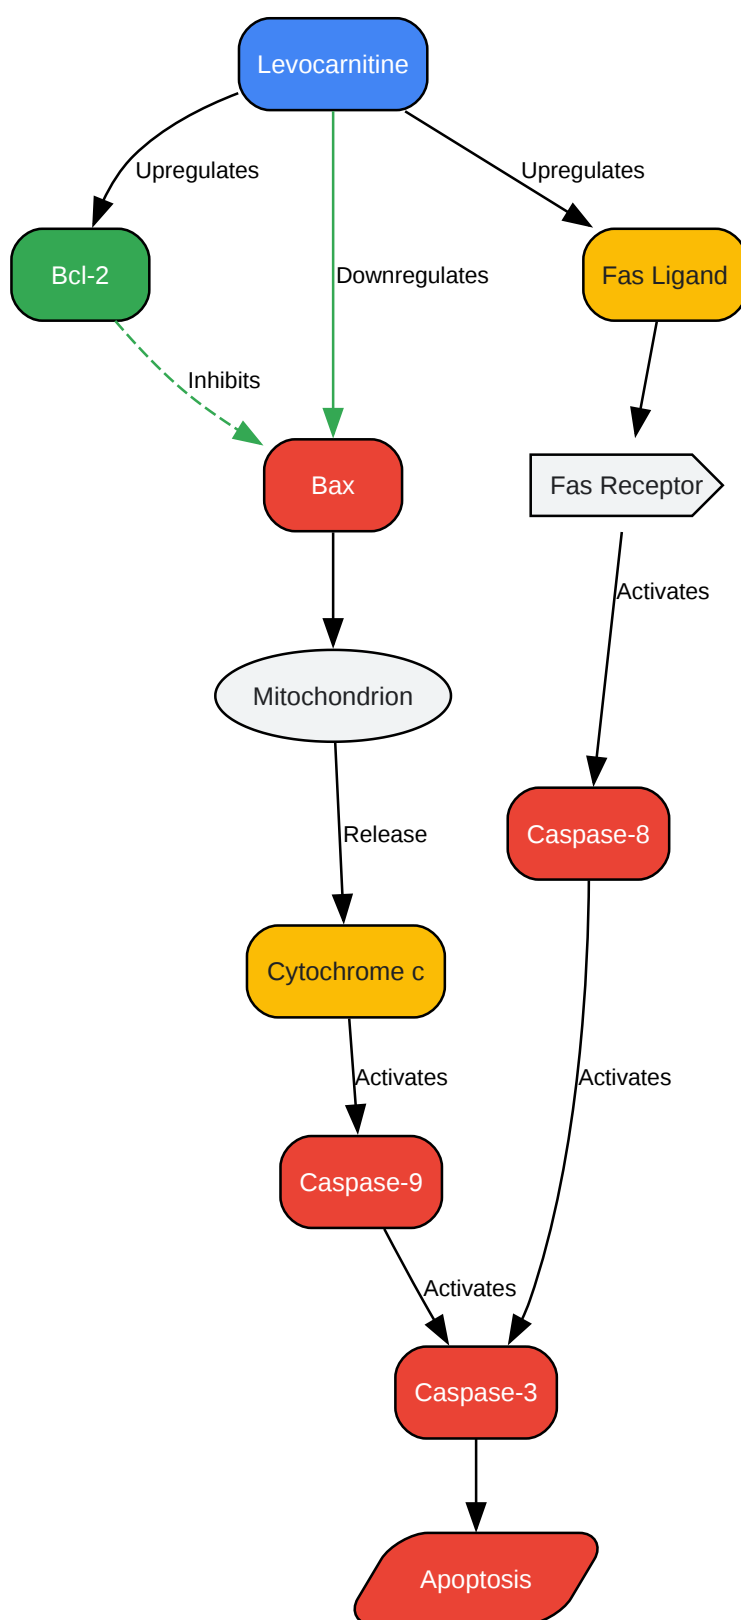 Levocarnitine
Upregulates
Upregulates
Bcl-2
Downregulates
Fas Ligand
Inhibits
Bax
Fas Receptor
Activates
Mitochondrion
Release
Caspase-8
Cytochrome c
Activates
Activates
Caspase-9
Activates
Caspase-3
Apoptosis